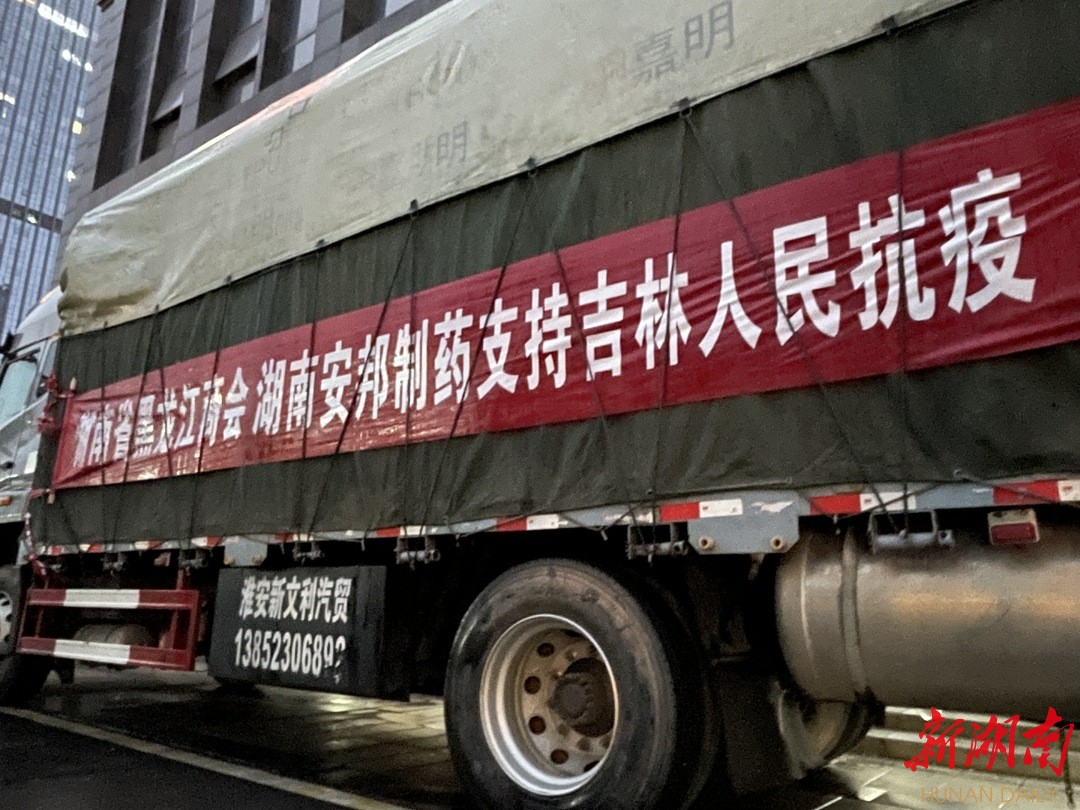 嘉明
明
湖南省黑龙江商会 湖南安邦制药支持吉林人民抗疫
淮安新文利汽贸
13852306892
新湖南
HUNAN DAILY